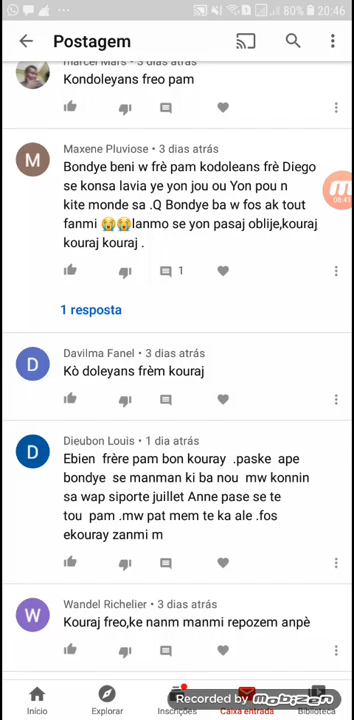 80% 20:46
Postagem
marcel Mars • 3 dias atrás
Kondoleyans freo pam
M
Maxene Pluviose • 3 dias atrás
Bondye beni w frè pam kodoleans frè Diego
se konsa lavia ye yon jou ou Yon pou n
kite monde sa .Q Bondye ba w fos ak tout
fanmi 😭😭lanmo se yon pasaj oblije,kouraj
kouraj kouraj .
08:41
1
1 resposta
D
Davilma Fanel • 3 dias atrás
Kò doleyans frèm kouraj
D
Dieubon Louis • 1 dia atrás
Ebien frère pam bon kouray .paske ape
bondye se manman ki ba nou mw konnin
sa wap siporte juillet Anne pase se te
tou pam .mw pat mem te ka ale .fos
ekouray zanmi m
W
Wandel Richelier • 3 dias atrás
Kouraj freo,ke nanm manmi repozem anpè
Início Explorar Inscrições Caixa entrada Biblioteca
Recorded by Mobizen